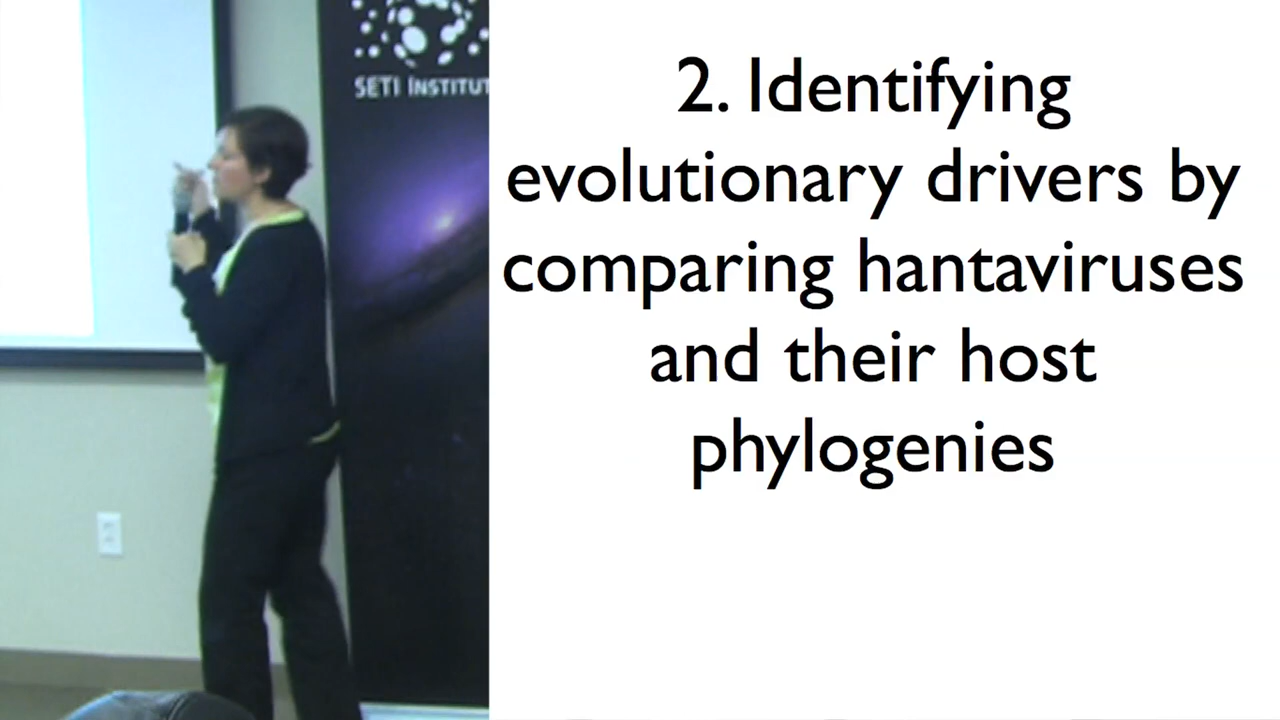 SETI INSTITUT
2. Identifying
evolutionary drivers by
comparing hantaviruses
and their host
phylogenies